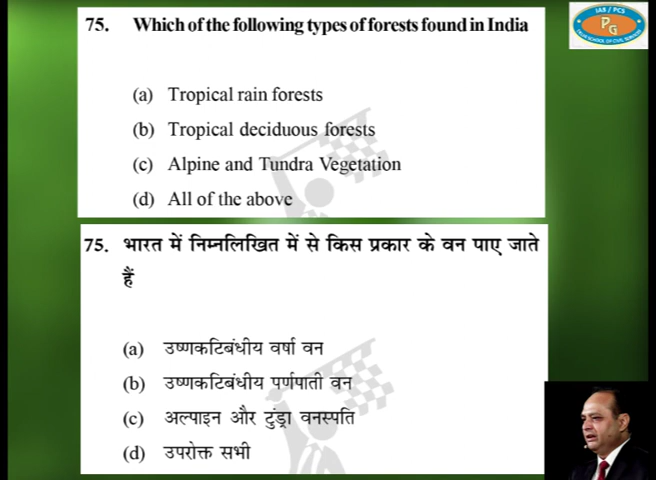 75. Which of the following types of forests found in India
IAS / PCS
PG
(a) Tropical rain forests
(b) Tropical deciduous forests
(c) Alpine and Tundra Vegetation
(d) All of the above
75. भारत में निम्नलिखित में से किस प्रकार के वन पाए जाते
हैं
(a) उष्णकटिबंधीय वर्षा वन
(b) उष्णकटिबंधीय पर्णपाती वन
(c) अल्पाइन और टुंड्रा वनस्पति
(d) उपरोक्त सभी